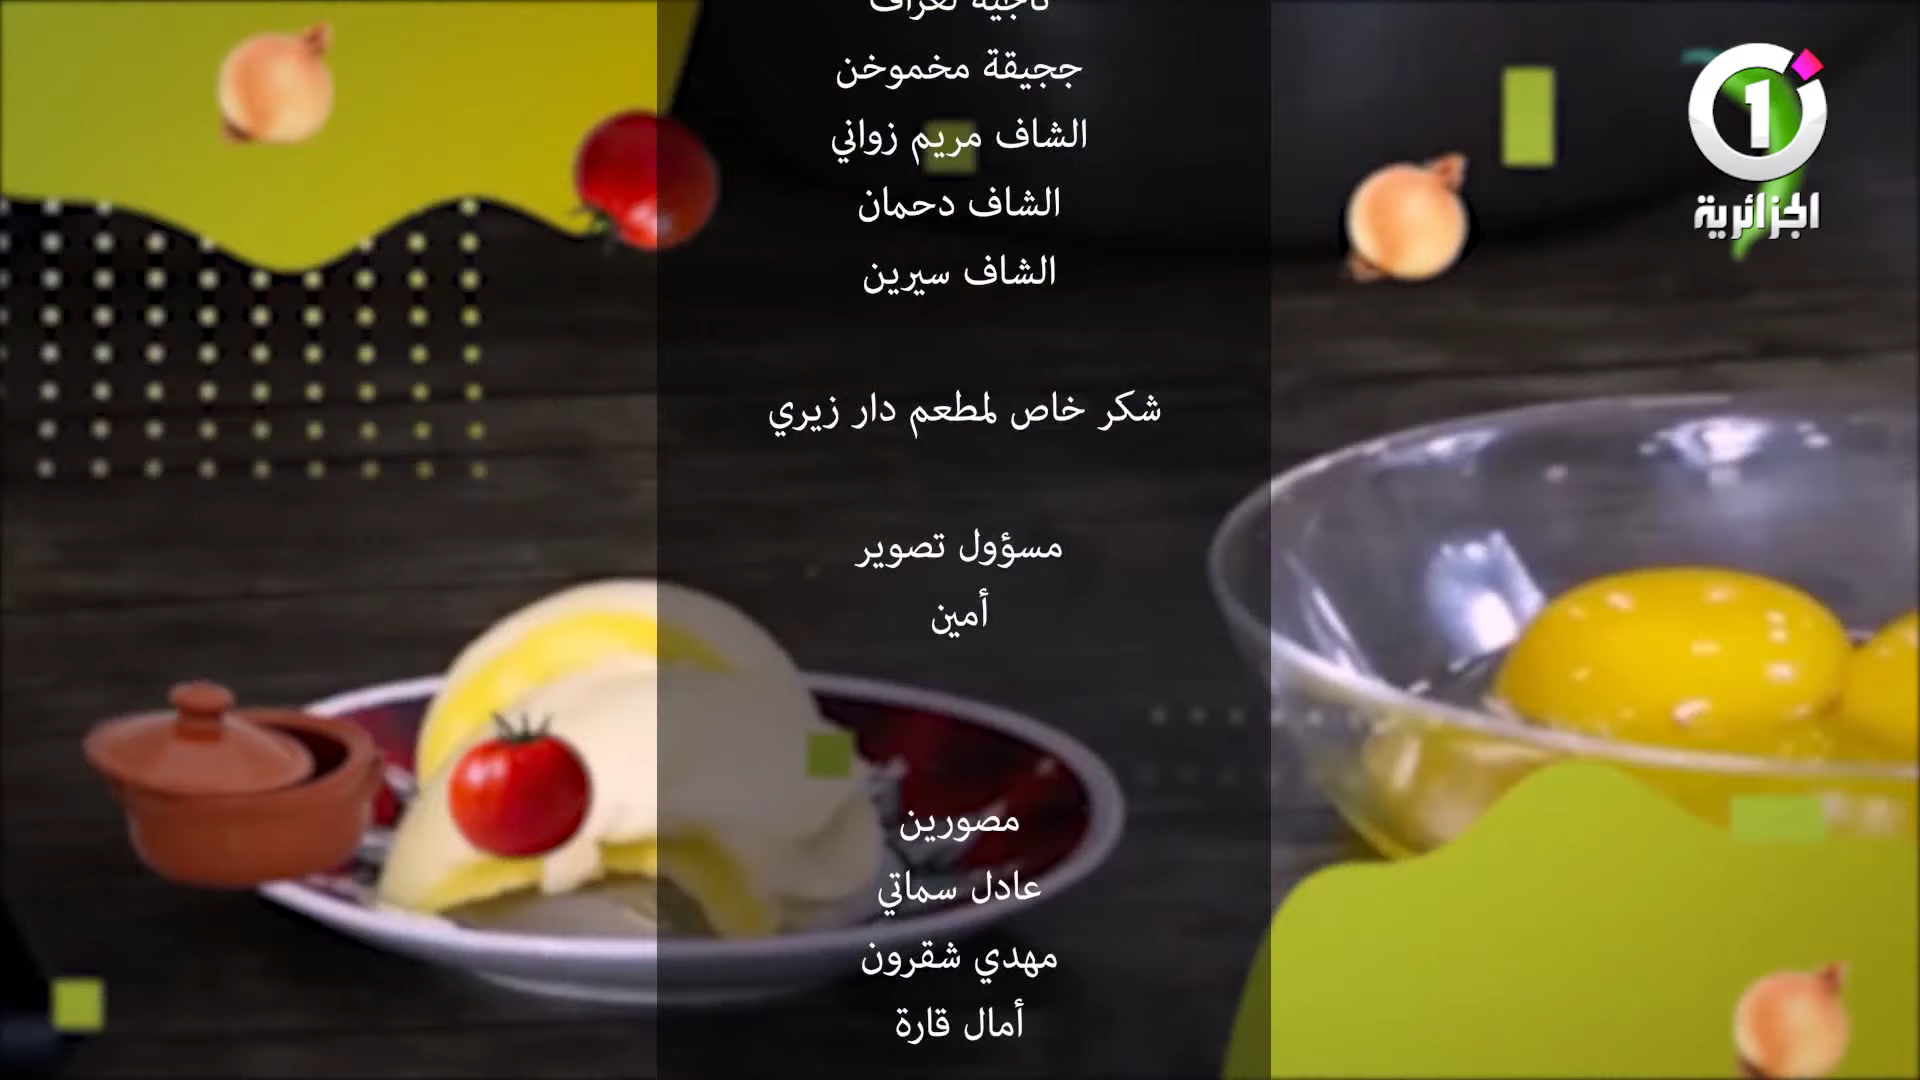 ججيقة مخموخن
الشاف مريم زواني
الشاف دحمان
الشاف سيرين
شكر خاص لمطعم دار زيري
مسؤول تصوير
أمين
مصورين
عادل سماتي
مهدي شقرون
أمال قارة
1
الجزائرية